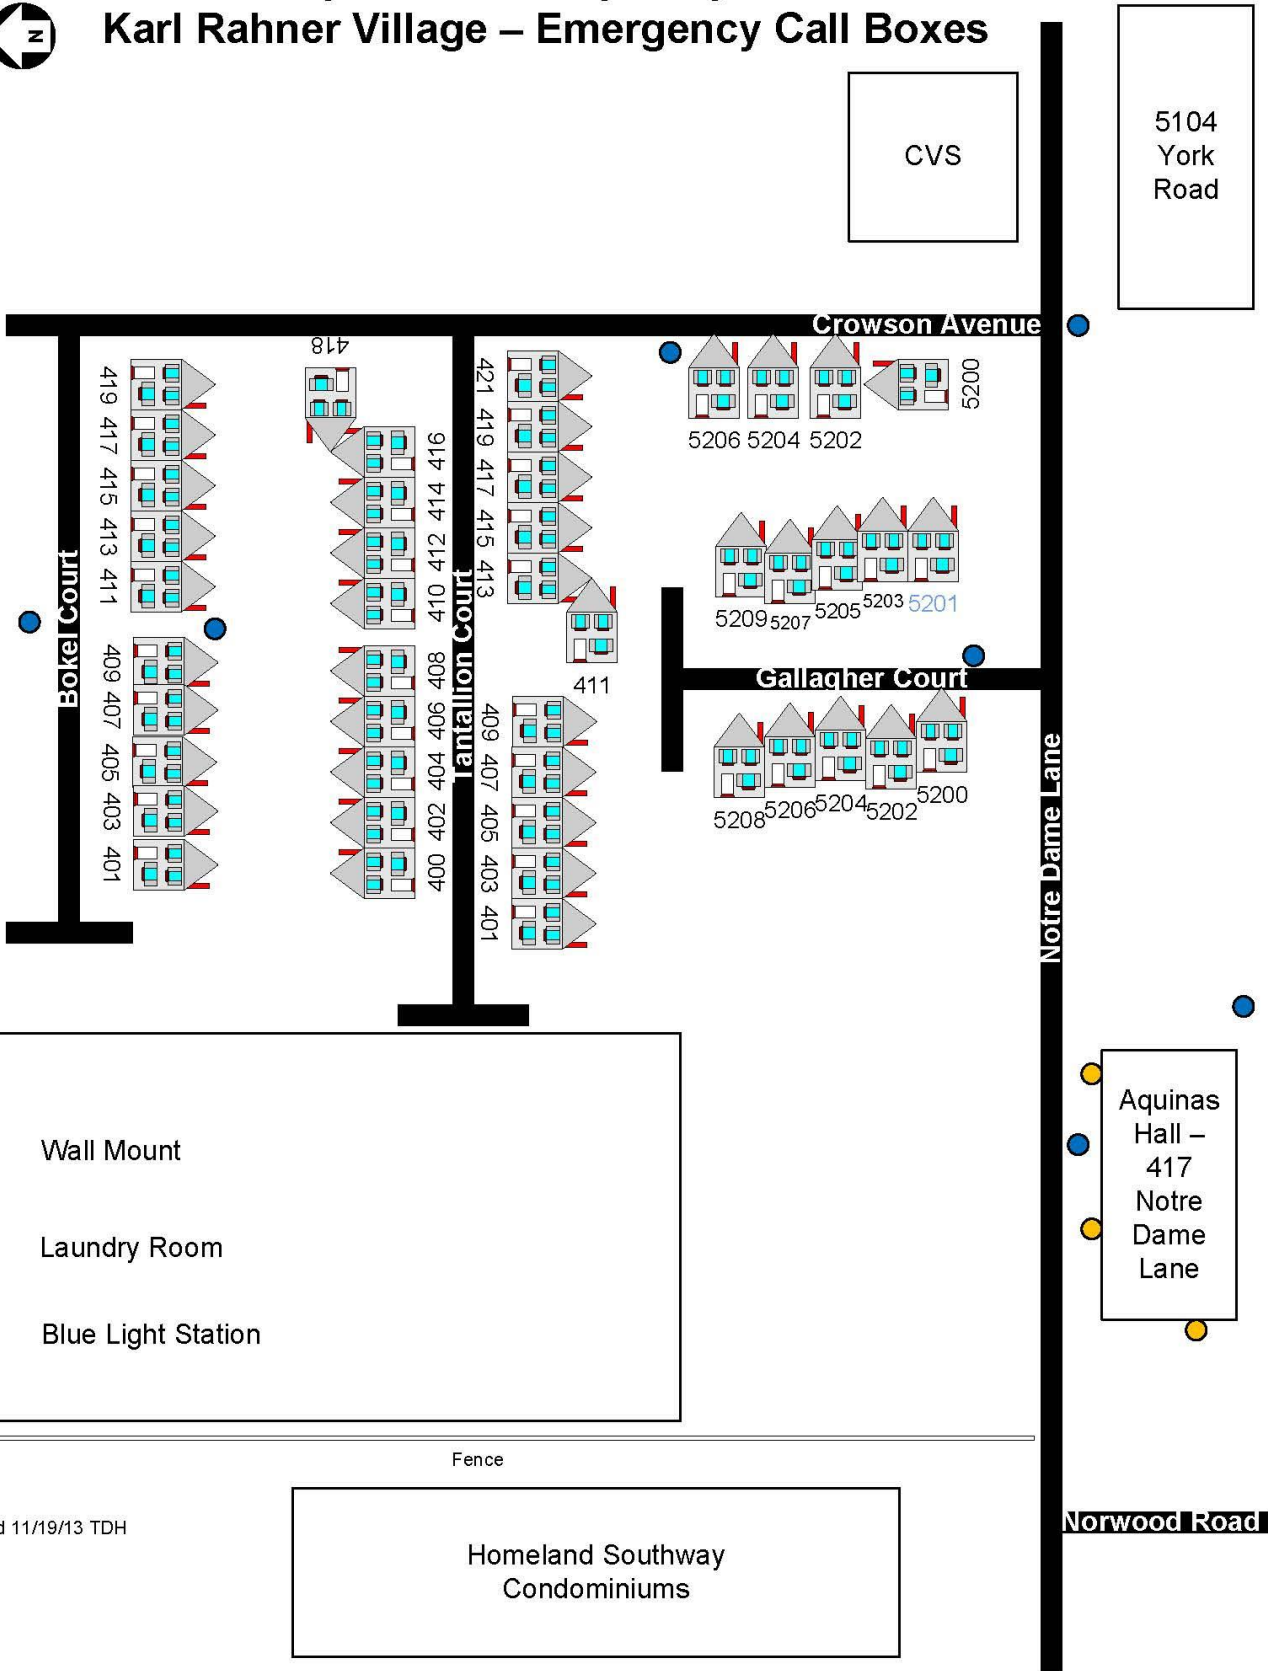 N
Karl Rahner Village – Emergency Call Boxes
CVS
5104
York
Road
Crowson Avenue
418
419
417
415
413
411
409
407
405
403
401
Bokel Court
416
414
412
410
408
406
404
402
400
Tantallion Court
421
419
417
415
413
411
409
407
405
403
401
5206 5204 5202
5200
5209 5207 5205 5203 5201
Gallagher Court
5208 5206 5204 5202 5200
Notre Dame Lane
Wall Mount
Laundry Room
Blue Light Station
Aquinas
Hall –
417
Notre
Dame
Lane
Fence
d 11/19/13 TDH
Homeland Southway
Condominiums
Norwood Road